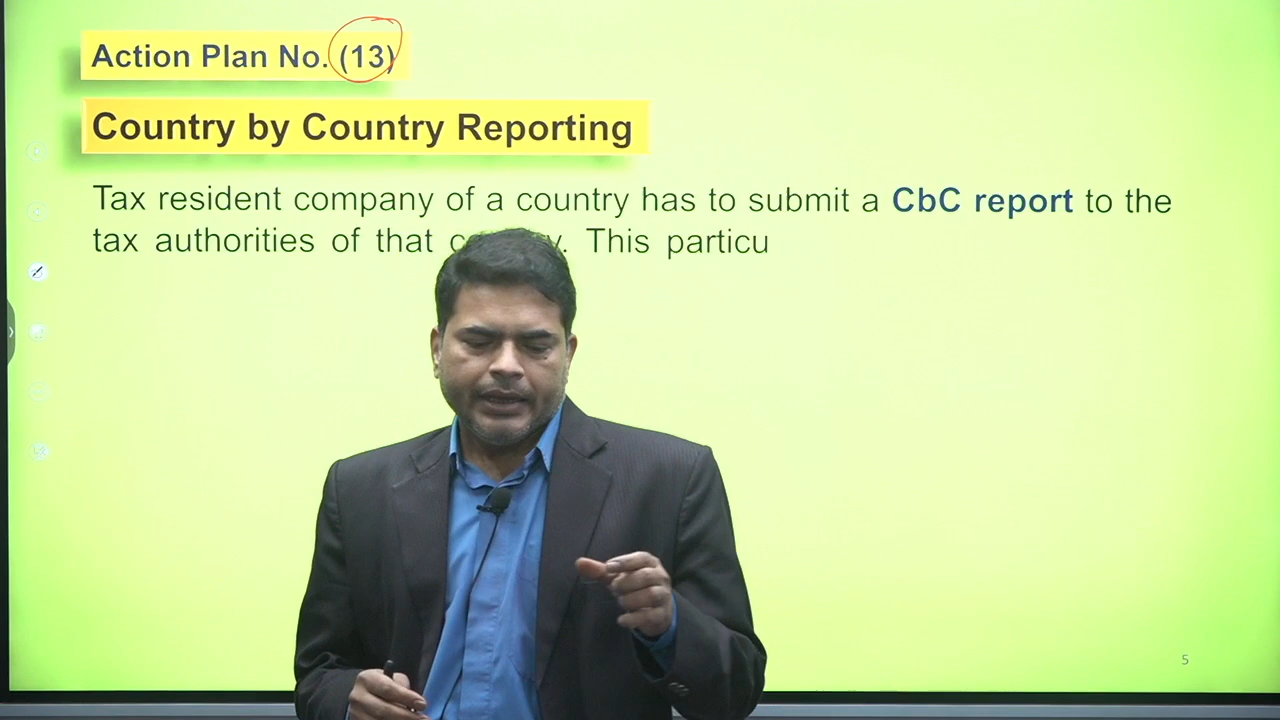 Action Plan No. (13)
Country by Country Reporting
Tax resident company of a country has to submit a CbC report to the
tax authorities of that y. This particu
5